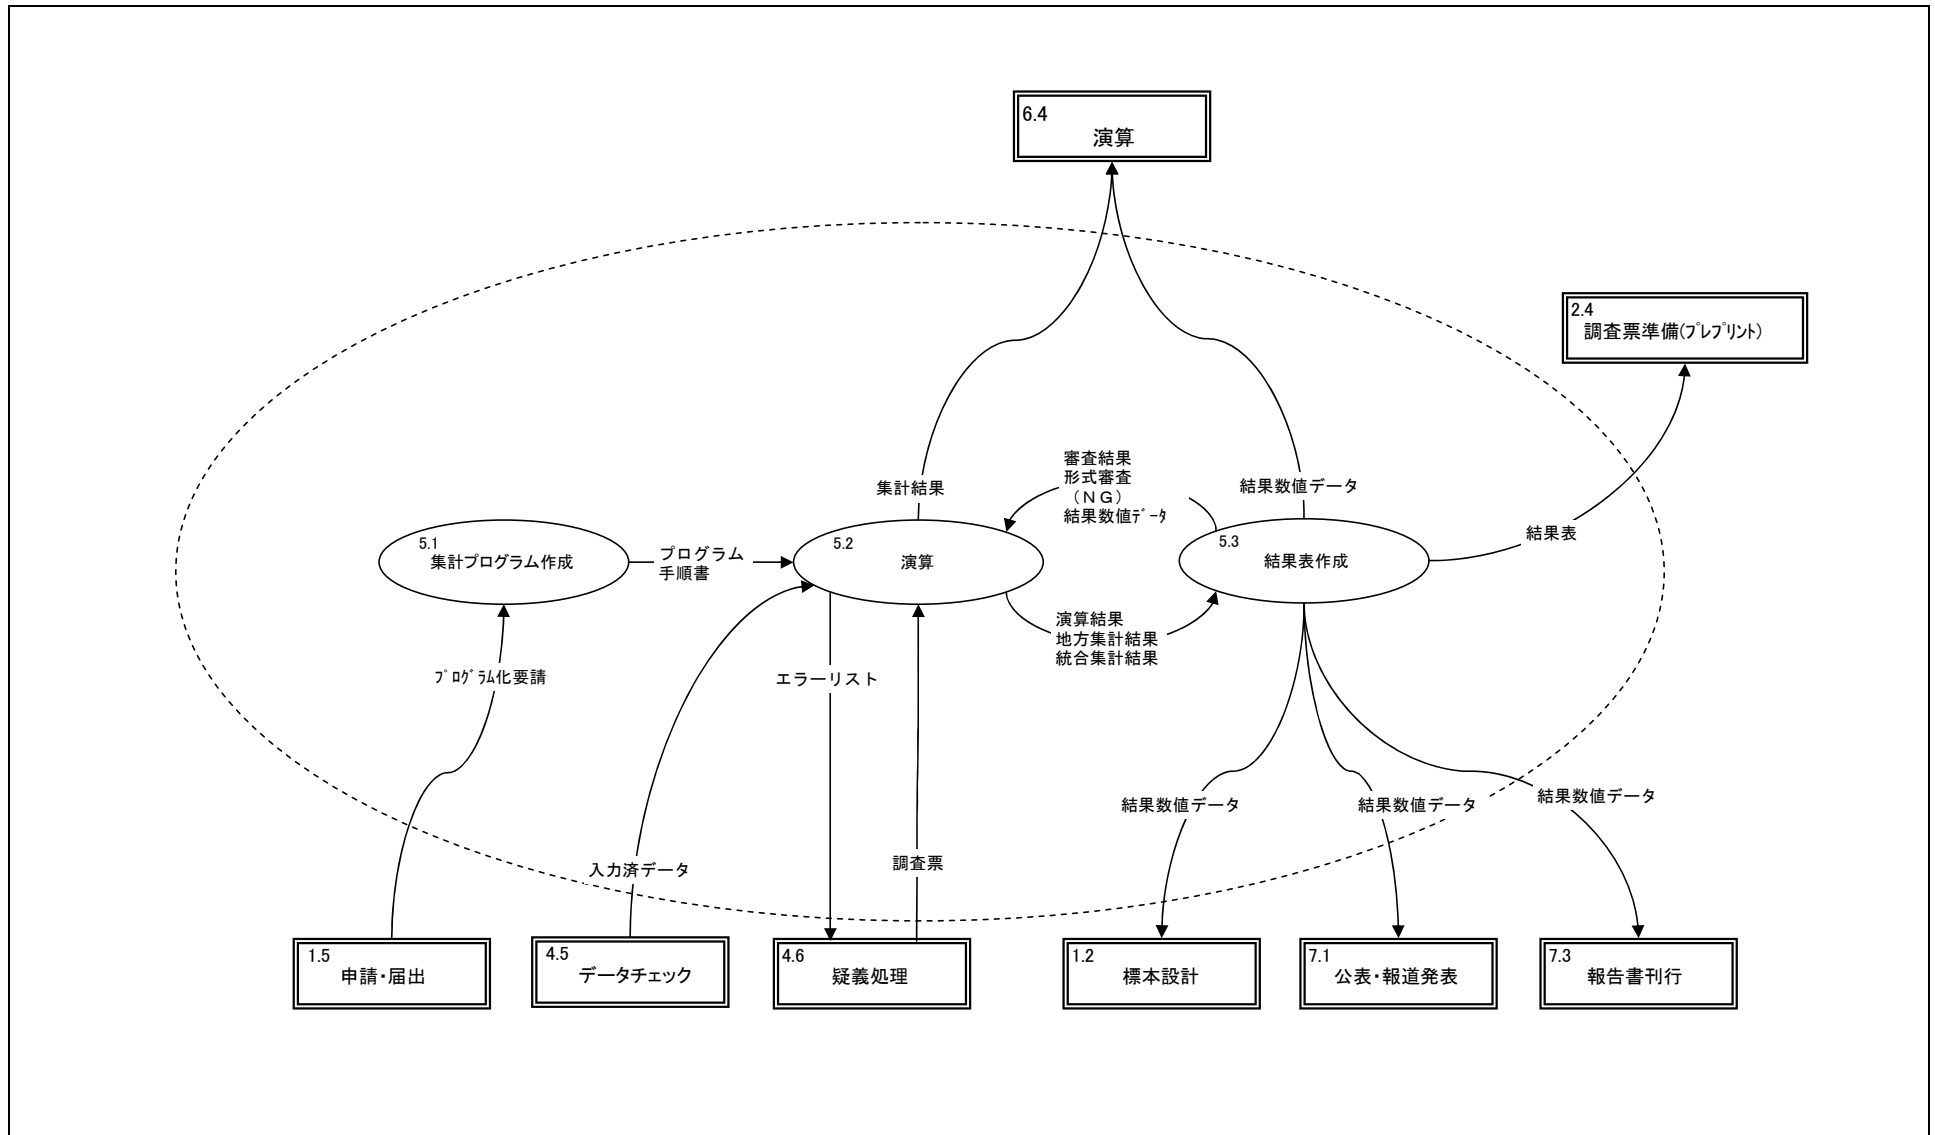 6.4
演算
2.4
調査票準備(ﾌﾟﾚﾌﾟﾘﾝﾄ)
審査結果
形式審査
（ＮＧ）
結果数値ﾃﾞｰﾀ
集計結果
結果数値データ
結果表
5.1
集計プログラム作成
プログラム
手順書
5.2
演算
5.3
結果表作成
演算結果
地方集計結果
統合集計結果
ﾌﾟﾛｸﾞﾗﾑ化要請
エラーリスト
結果数値データ
結果数値データ
結果数値データ
入力済データ
調査票
1.5
申請・届出
4.5
データチェック
4.6
疑義処理
1.2
標本設計
7.1
公表・報道発表
7.3
報告書刊行